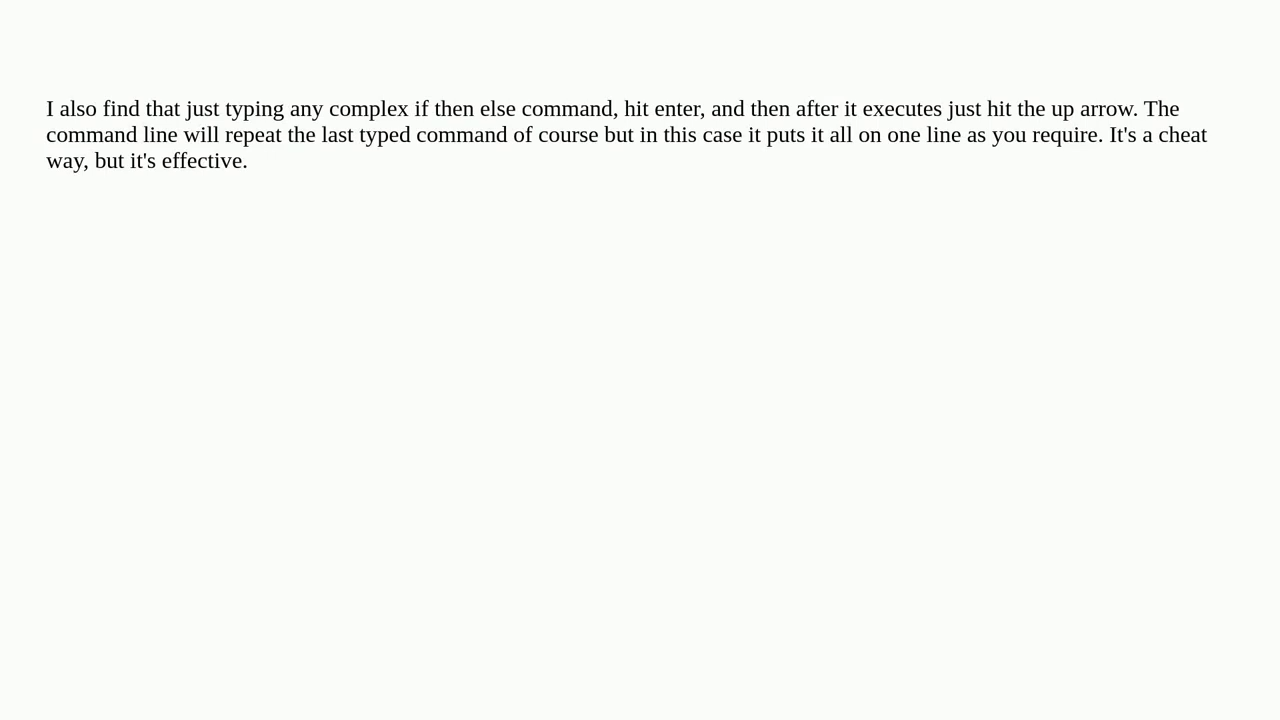 I also find that just typing any complex if then else command, hit enter, and then after it executes just hit the up arrow. The
command line will repeat the last typed command of course but in this case it puts it all on one line as you require. It's a cheat
way, but it's effective.